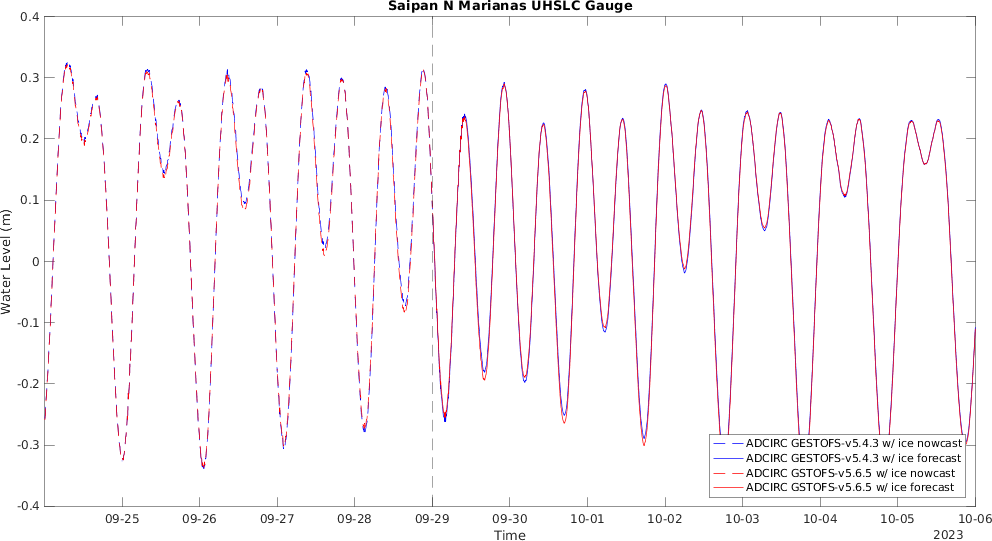 Saipan N Marianas UHSLC Gauge
Water Level (m)
0.4
0.3
0.2
0.1
0
-0.1
-0.2
-0.3
-0.4
ADCIRC GESTOFS-v5.4.3 w/ ice nowcast
ADCIRC GESTOFS-v5.4.3 w/ ice forecast
ADCIRC GSTOFS-v5.6.5 w/ ice nowcast
ADCIRC GSTOFS-v5.6.5 w/ ice forecast
09-25 09-26 09-27 09-28 09-29 09-30 10-01 10-02 10-03 10-04 10-05 10-06
Time
2023